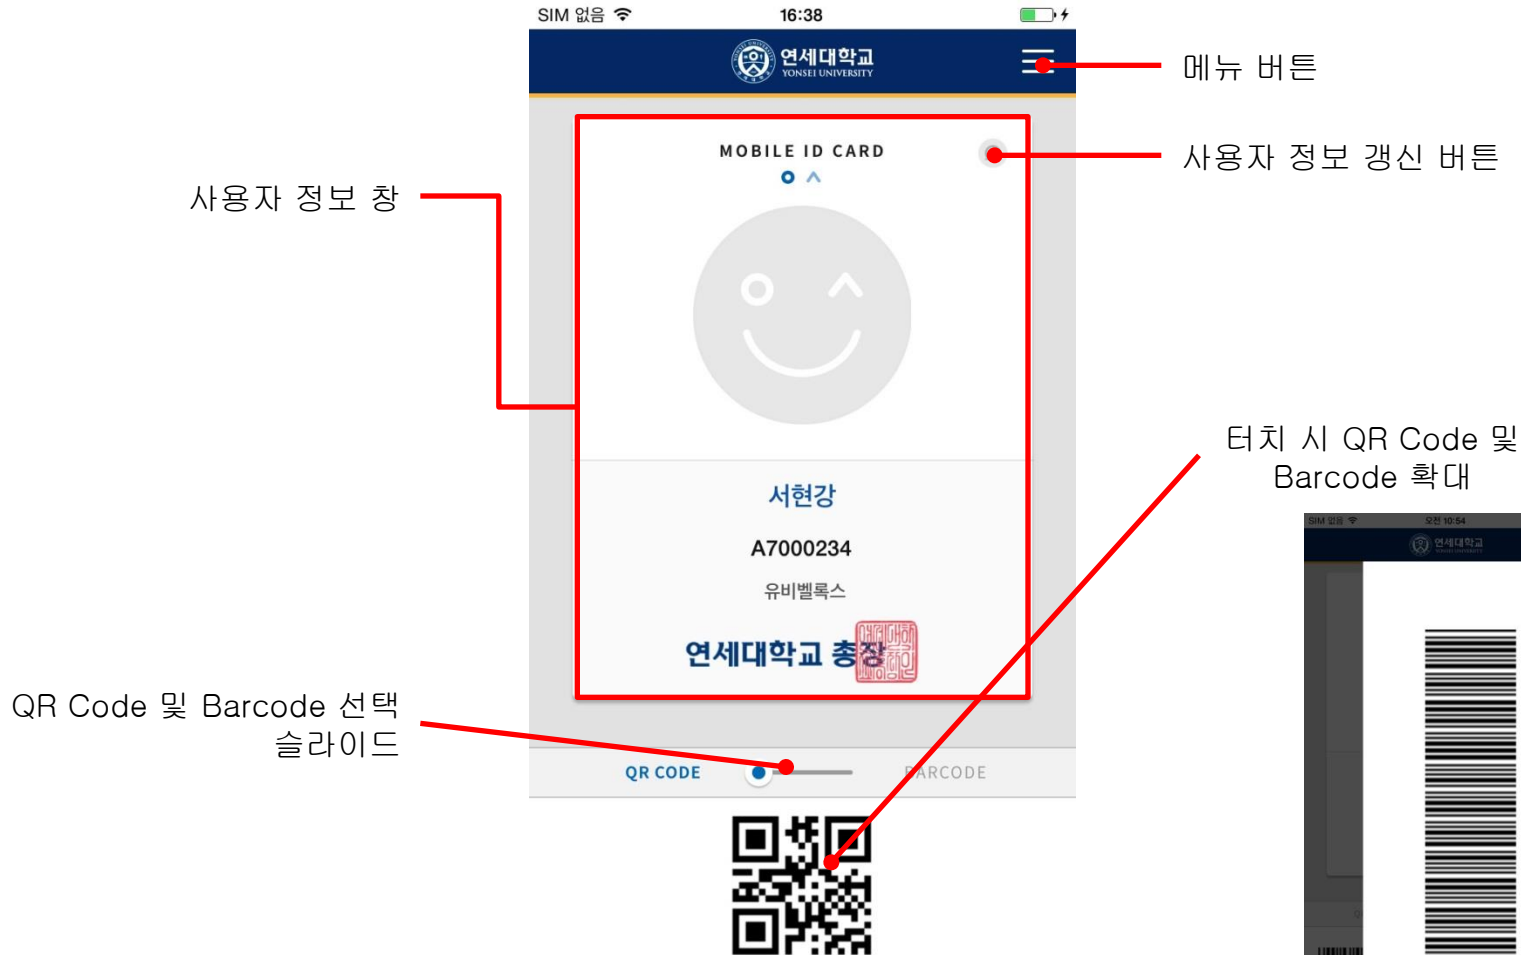 SIM 없음
16:38
연세대학교
YONSEI UNIVERSITY
메뉴 버튼
MOBILE ID CARD
사용자 정보 갱신 버튼
사용자 정보 창
터치 시 QR Code 및
Barcode 확대
서현강
A7000234
유비벨록스
연세대학교 총장
SIM 없음
오전 10:54
연세대학교
YONSEI UNIVERSITY
QR Code 및 Barcode 선택
슬라이드
QR CODE
BARCODE